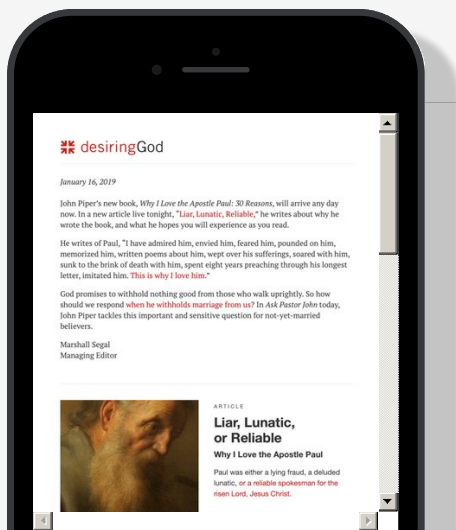 desiringGod
January 16, 2019
John Piper's new book, Why I Love the Apostle Paul: 30 Reasons, will arrive any day
now. In a new article live tonight, "Liar, Lunatic, Reliable," he writes about why he
wrote the book, and what he hopes you will experience as you read.
He writes of Paul, "I have admired him, envied him, feared him, pounded on him,
memorized him, written poems about him, wept over his sufferings, soared with him,
sunk to the brink of death with him, spent eight years preaching through his longest
letter, imitated him. This is why I love him."
God promises to withhold nothing good from those who walk uprightly. So how
should we respond when he withholds marriage from us? In Ask Pastor John today,
John Piper tackles this important and sensitive question for not-yet-married
believers.
Marshall Segal
Managing Editor
ARTICLE
Liar, Lunatic,
or Reliable
Why I Love the Apostle Paul
Paul was either a lying fraud, a deluded
lunatic, or a reliable spokesman for the
risen Lord, Jesus Christ.